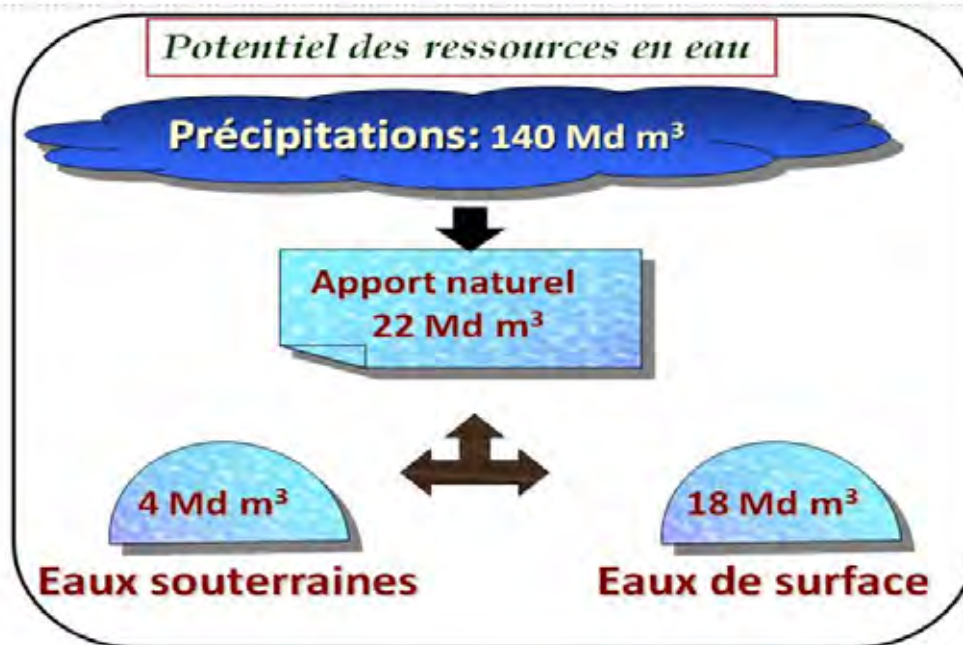 Potentiel des ressources en eau
Précipitations: 140 Md m³
Apport naturel
22 Md m³
4 Md m³
18 Md m³
Eaux souterraines
Eaux de surface